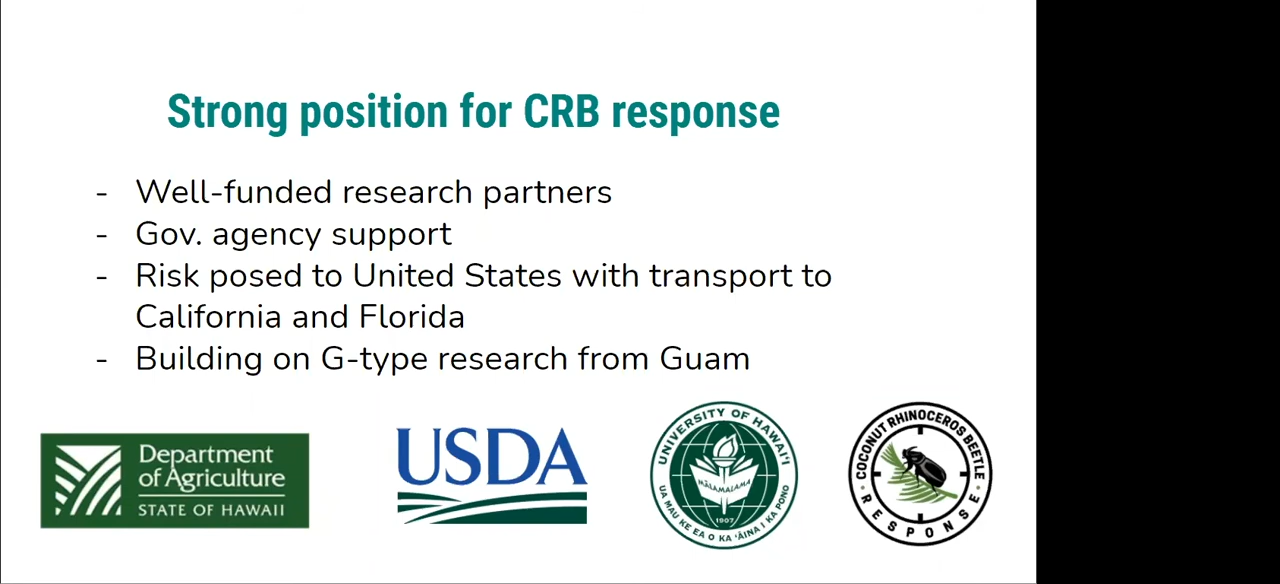 Strong position for CRB response
- Well-funded research partners
- Gov. agency support
- Risk posed to United States with transport to
California and Florida
- Building on G-type research from Guam
Department
of Agriculture
STATE OF HAWAII
USDA
UNIVERSITY OF HAWAI‘I
MĀLAMALAMA
1907
UA MAU KE EA O KA ‘ĀINA I KA PONO
COCONUT RHINOCEROS BEETLE
• RESPONSE •